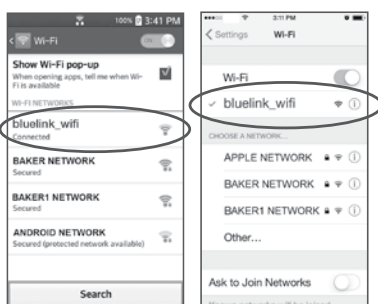 100% 3:41 PM
< Wi-Fi ON
Show Wi-Fi pop-up
When opening apps, tell me when Wi-
Fi is available
WI-FI NETWORKS
bluelink_wifi
Connected
BAKER NETWORK
Secured
BAKER1 NETWORK
Secured
ANDROID NETWORK
Secured (protected network available)
Search
3:11 PM
Settings Wi-Fi
Wi-Fi
bluelink_wifi
CHOOSE A NETWORK...
APPLE NETWORK
BAKER NETWORK
BAKER1 NETWORK
Other...
Ask to Join Networks